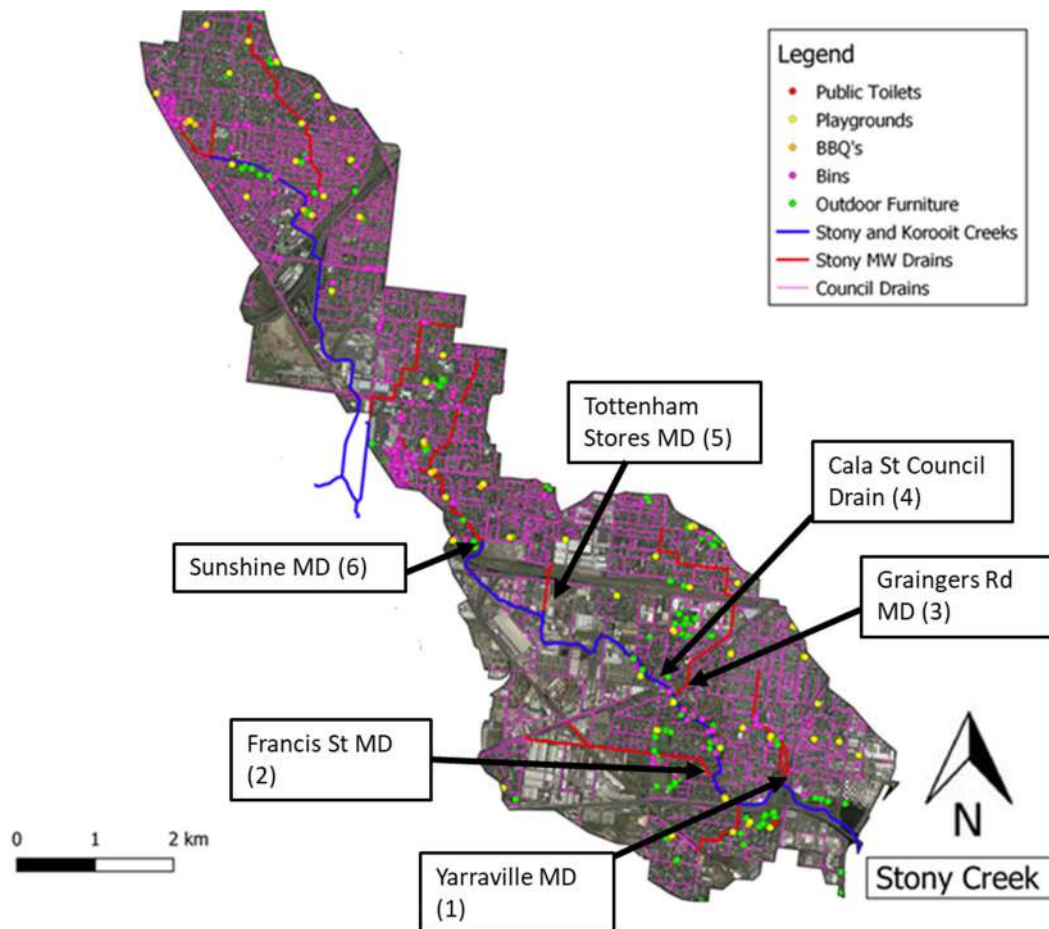 Legend
Public Toilets
Playgrounds
BBQ's
Bins
Outdoor Furniture
Stony and Korooit Creeks
Stony MW Drains
Council Drains
Tottenham
Stores MD (5)
Cala St Council
Drain (4)
Sunshine MD (6)
Graingers Rd
MD (3)
Francis St MD
(2)
Yarraville MD
(1)
0 1 2 km
N
Stony Creek